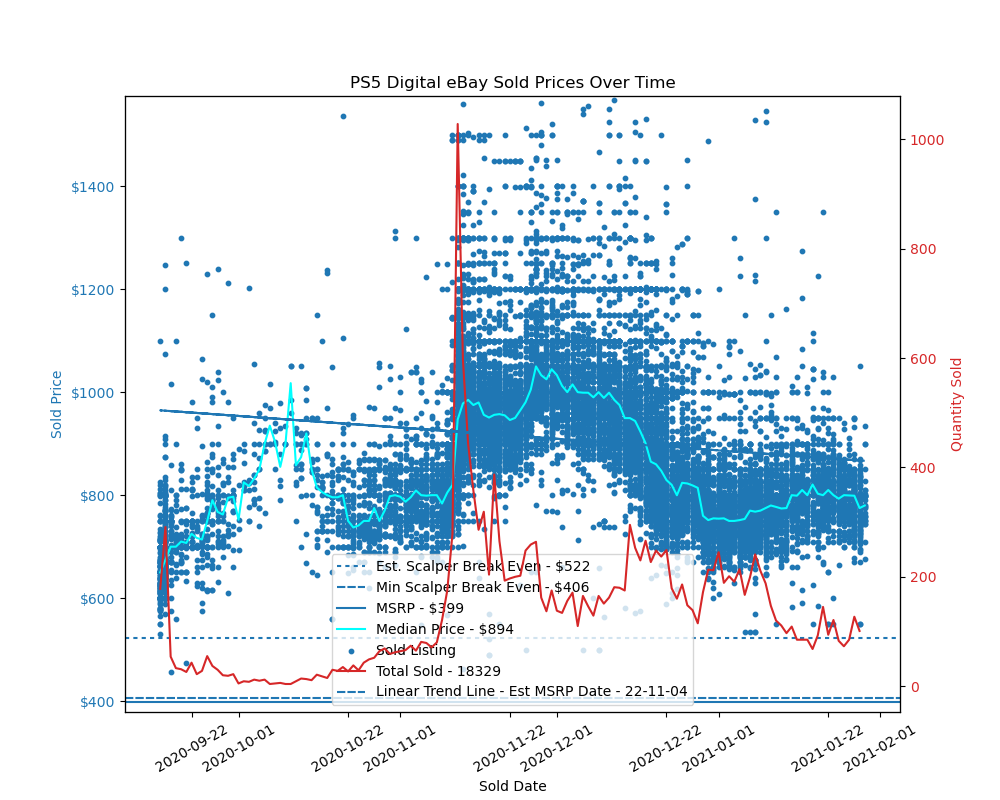 PS5 Digital eBay Sold Prices Over Time
Sold Price
$1400
$1200
$1000
$800
$600
$400
1000
800
600
400
200
0
Quantity Sold
Est. Scalper Break Even - $522
Min Scalper Break Even - $406
MSRP - $399
Median Price - $894
Sold Listing
Total Sold - 18329
Linear Trend Line - Est MSRP Date - 22-11-04
2020-09-22
2020-10-01
2020-10-22
2020-11-01
2020-11-22
2020-12-01
2020-12-22
2021-01-01
2021-01-22
2021-02-01
Sold Date